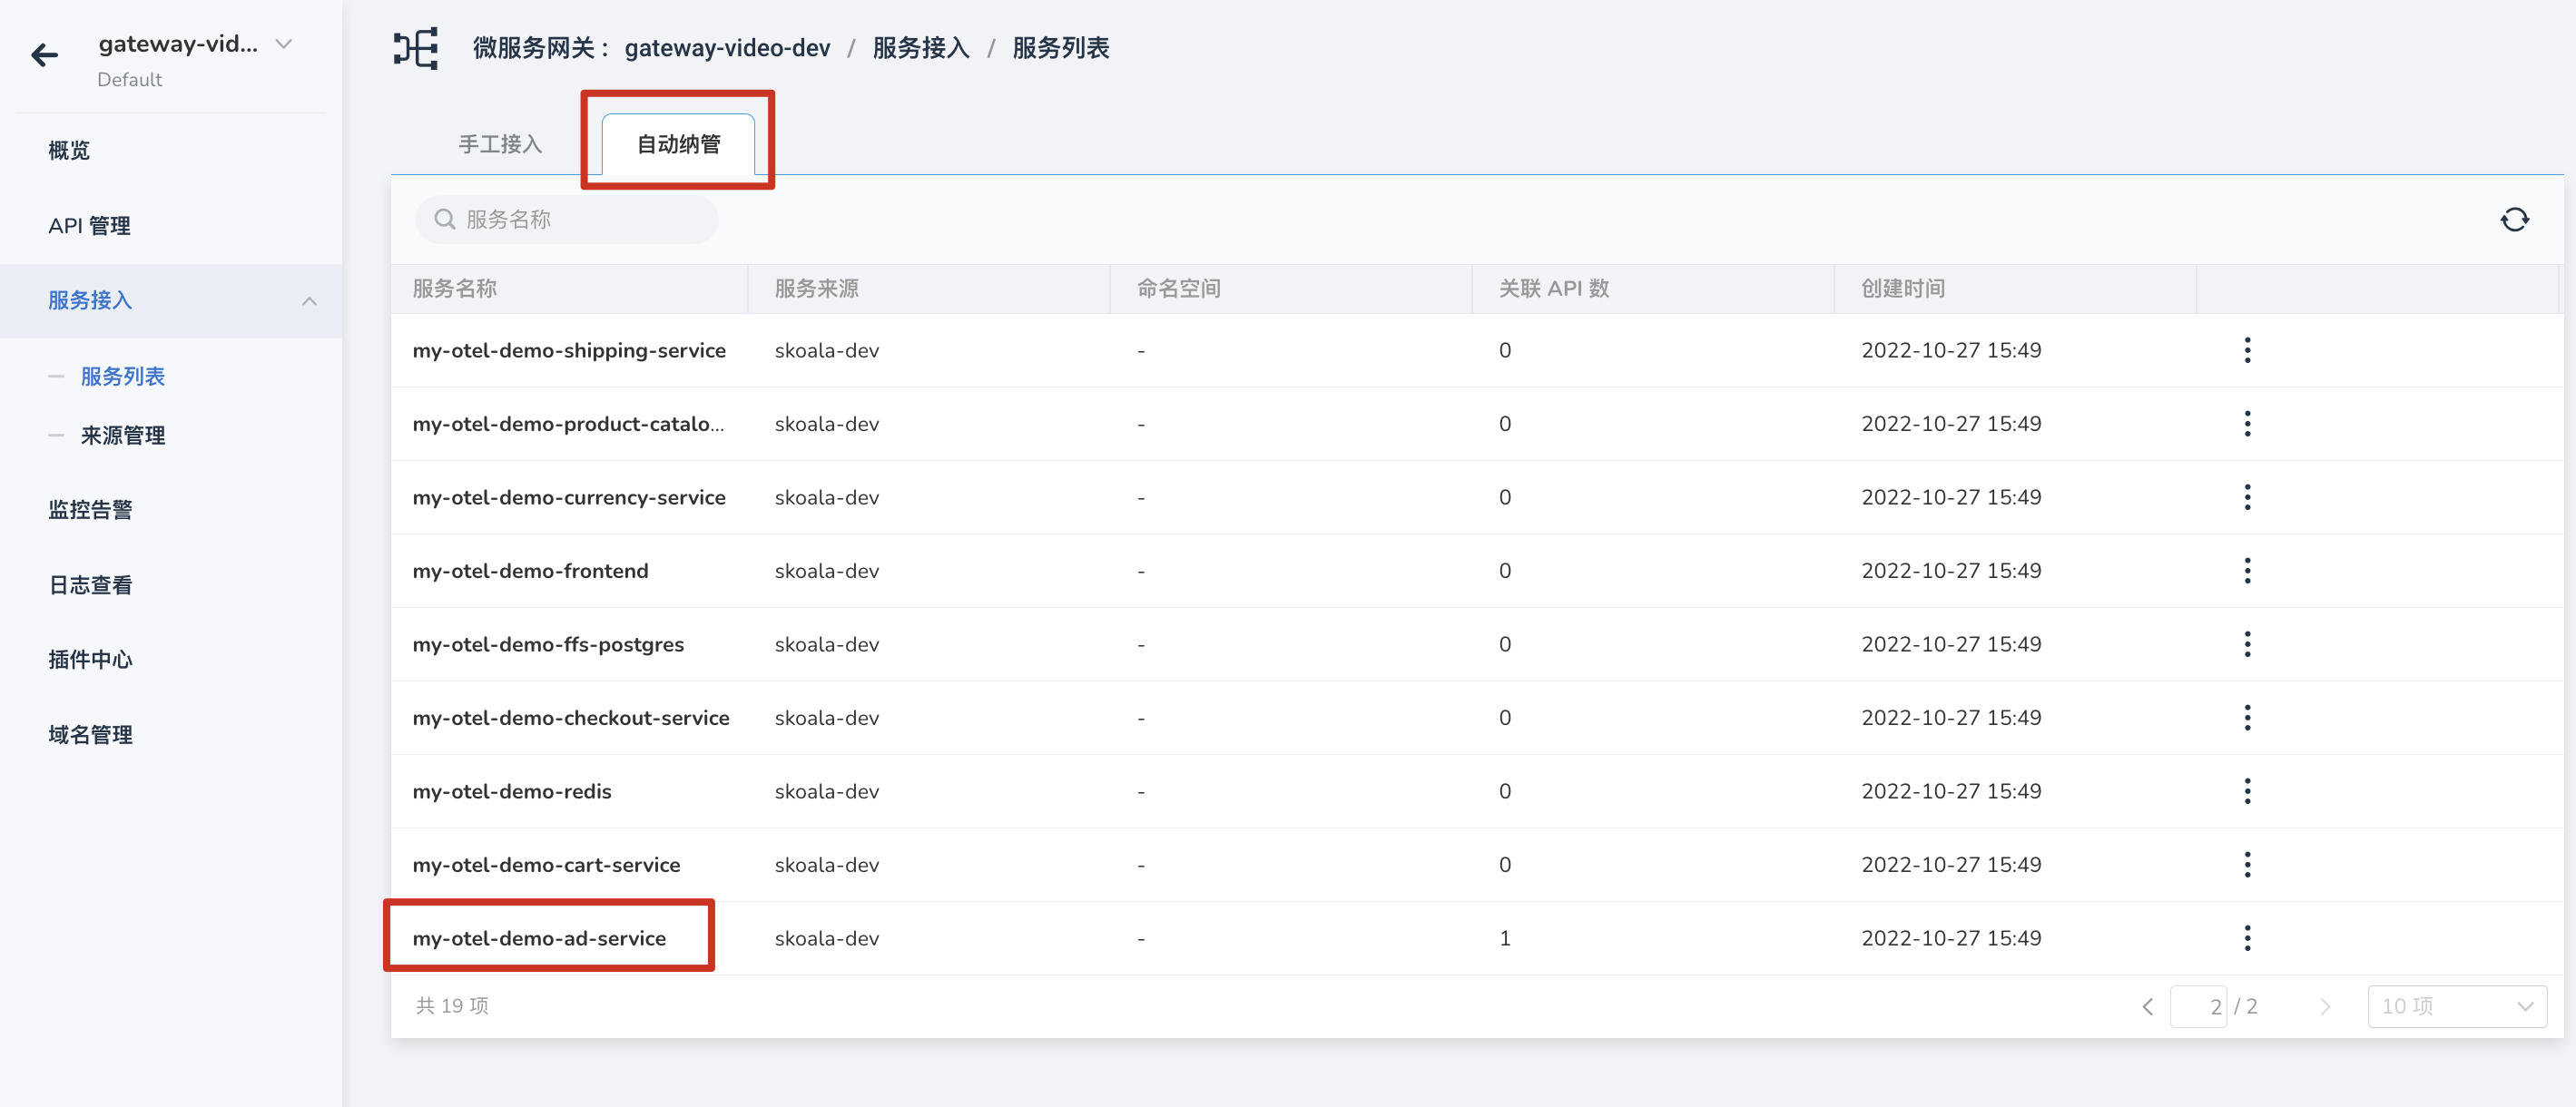 gateway-vid...
Default
概览
API 管理
服务接入
服务列表
来源管理
监控告警
日志查看
插件中心
域名管理
微服务网关： gateway-video-dev / 服务接入 / 服务列表
手工接入 自动纳管
服务名称
服务名称 服务来源 命名空间 关联 API 数 创建时间
my-otel-demo-shipping-service skoala-dev - 0 2022-10-27 15:49
my-otel-demo-product-catalo... skoala-dev - 0 2022-10-27 15:49
my-otel-demo-currency-service skoala-dev - 0 2022-10-27 15:49
my-otel-demo-frontend skoala-dev - 0 2022-10-27 15:49
my-otel-demo-ffs-postgres skoala-dev - 0 2022-10-27 15:49
my-otel-demo-checkout-service skoala-dev - 0 2022-10-27 15:49
my-otel-demo-redis skoala-dev - 0 2022-10-27 15:49
my-otel-demo-cart-service skoala-dev - 0 2022-10-27 15:49
my-otel-demo-ad-service skoala-dev - 1 2022-10-27 15:49
共 19 项 2 / 2 10 项